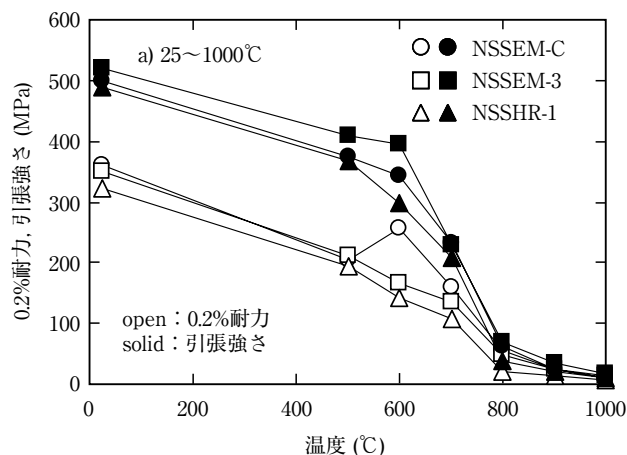 600
500
400
300
200
100
0
0.2%耐力, 引張強さ (MPa)
a) 25～1000℃
NSSEM-C
NSSEM-3
NSSHR-1
open：0.2%耐力
solid：引張強さ
0 200 400 600 800 1000
温度 (℃)